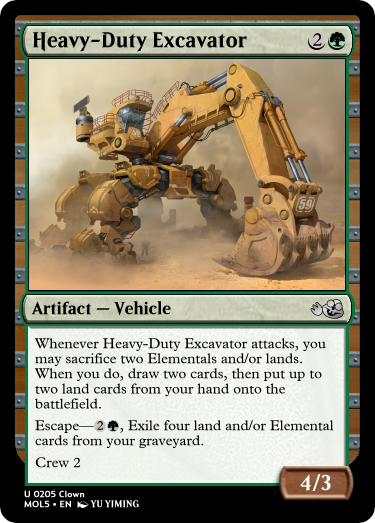 Heavy-Duty Excavator 2
59
Artifact — Vehicle
Whenever Heavy-Duty Excavator attacks, you
may sacrifice two Elementals and/or lands.
When you do, draw two cards, then put up to
two land cards from your hand onto the
battlefield.
Escape—2, Exile four land and/or Elemental
cards from your graveyard.
Crew 2
4/3
U 0205 Clown
MOL5 • EN YU YIMING